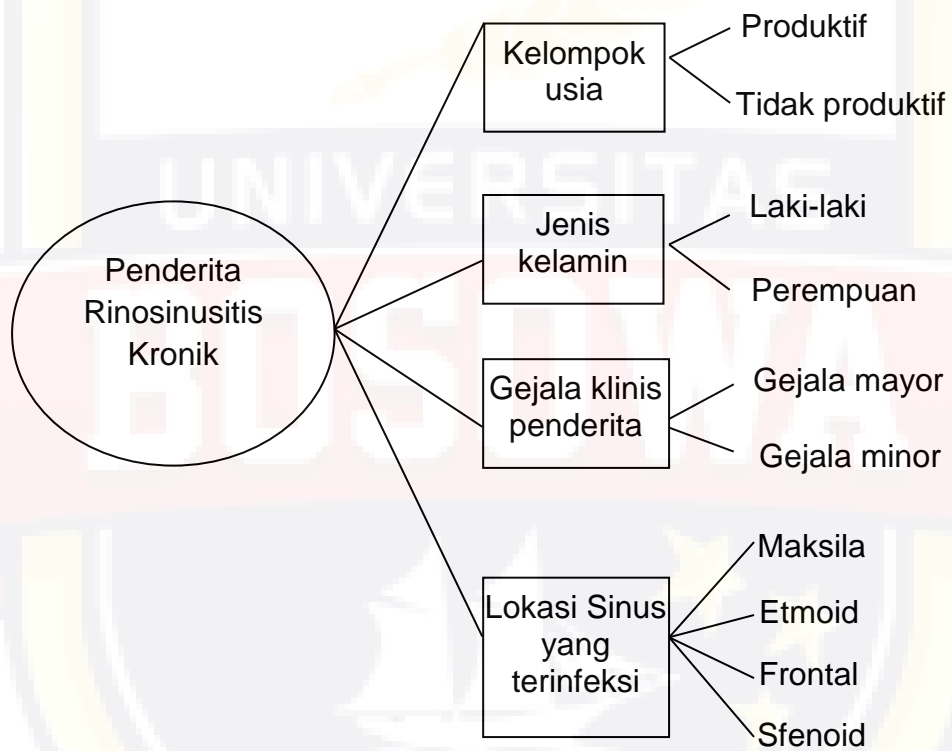 Penderita
Rinosinusitis
Kronik
Kelompok
usia
Produktif
Tidak produktif
Jenis
kelamin
Laki-laki
Perempuan
Gejala klinis
penderita
Gejala mayor
Gejala minor
Lokasi Sinus
yang
terinfeksi
Maksila
Etmoid
Frontal
Sfenoid
UNIVERSITAS
BOSOWA